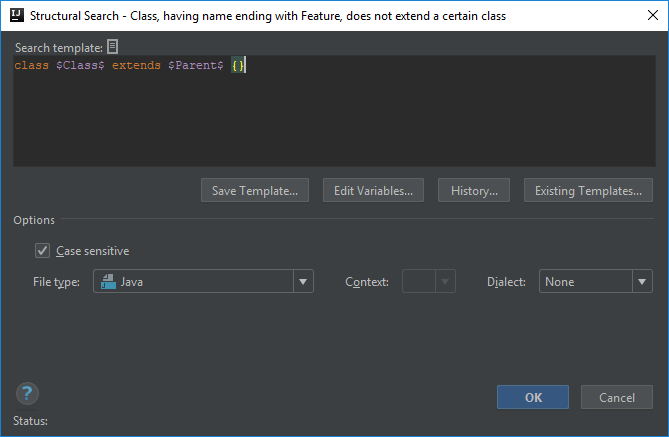 IJ Structural Search - Class, having name ending with Feature, does not extend a certain class
Search template:
class $Class$ extends $Parent$ {}
Save Template... Edit Variables... History... Existing Templates...
Options
Case sensitive
File type: Java Context: Dialect: None
? OK Cancel
Status: